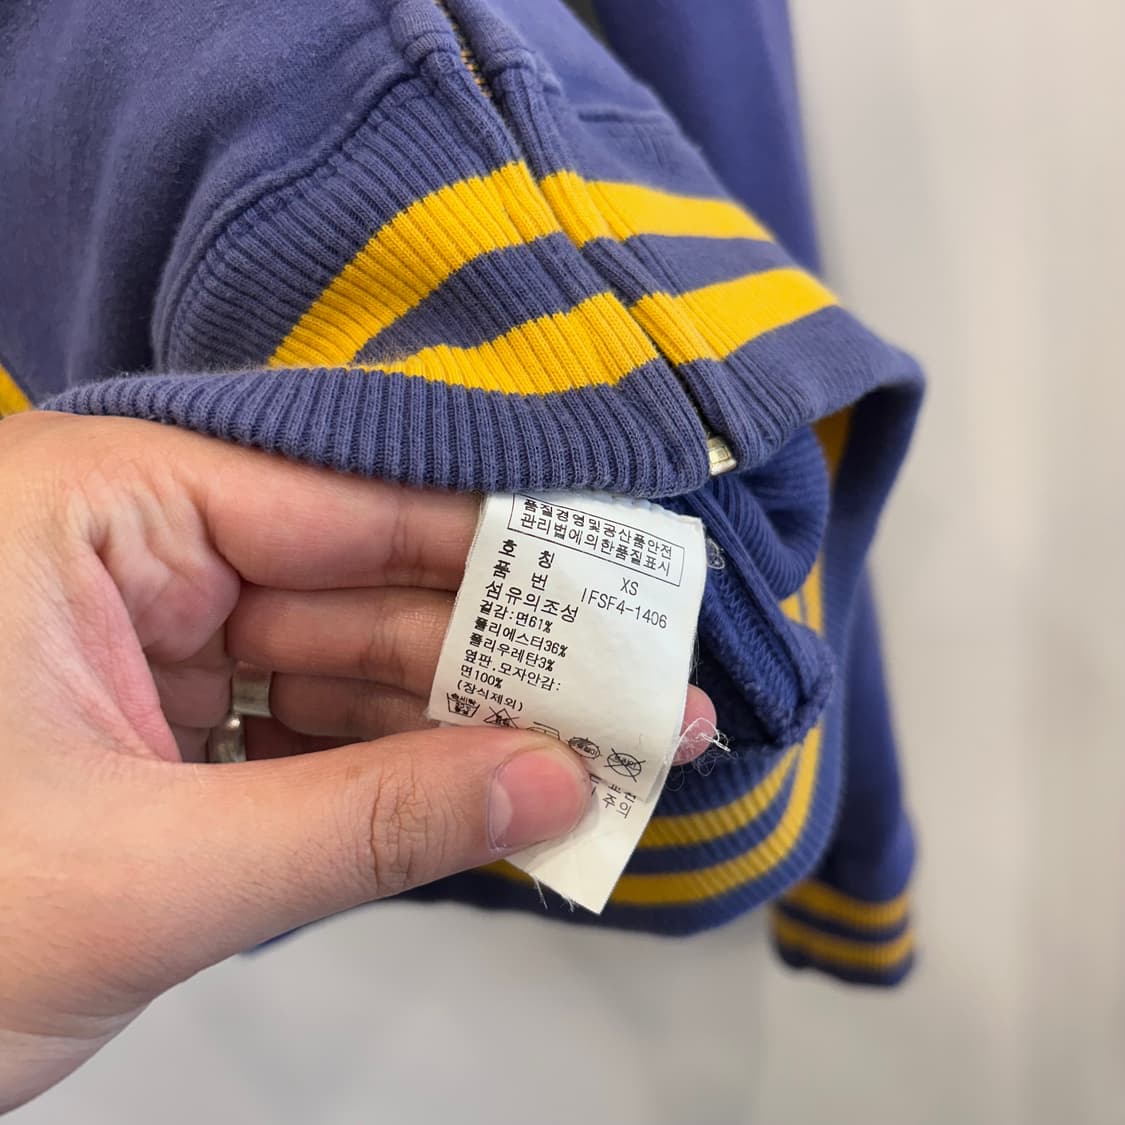 품질경영및공산품안전
관리법에의한품질표시
호 칭 XS
품 번 IFSF4-1406
섬유의조성
겉감:면61%
폴리에스터36%
폴리우레탄3%
옆판.모자안감:
면100%
(장식제외)
주의